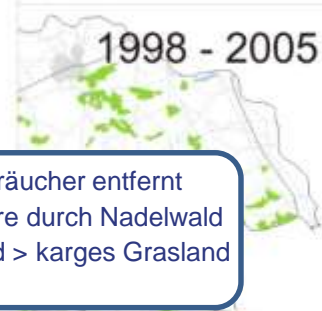 1998 - 2005
räucher entfernt
re durch Nadelwald
d > karges Grasland